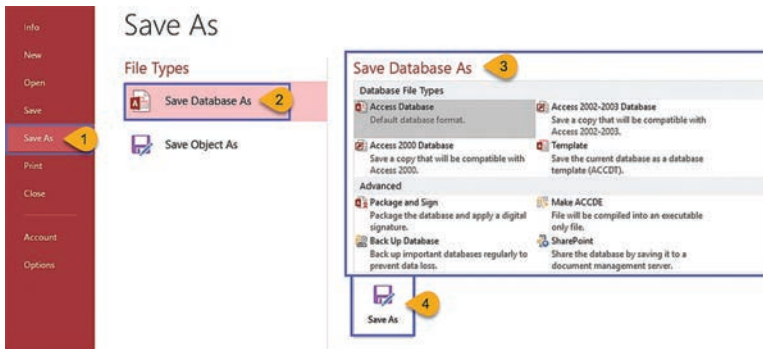 Save As
Info
New
Open
Save
Save As 1
Print
Close
Account
Options
File Types
Save Database As 2
Save Object As
Save Database As 3
Database File Types
Access Database
Default database format.
Access 2002-2003 Database
Save a copy that will be compatible with
Access 2002-2003.
Access 2000 Database
Save a copy that will be compatible with
Access 2000.
Template
Save the current database as a database
template (ACCDT).
Advanced
Package and Sign
Package the database and apply a digital
signature.
Make ACCDE
File will be compiled into an executable
only file.
Back Up Database
Back up important databases regularly to
prevent data loss.
SharePoint
Share the database by saving it to a
document management server.
4
Save As